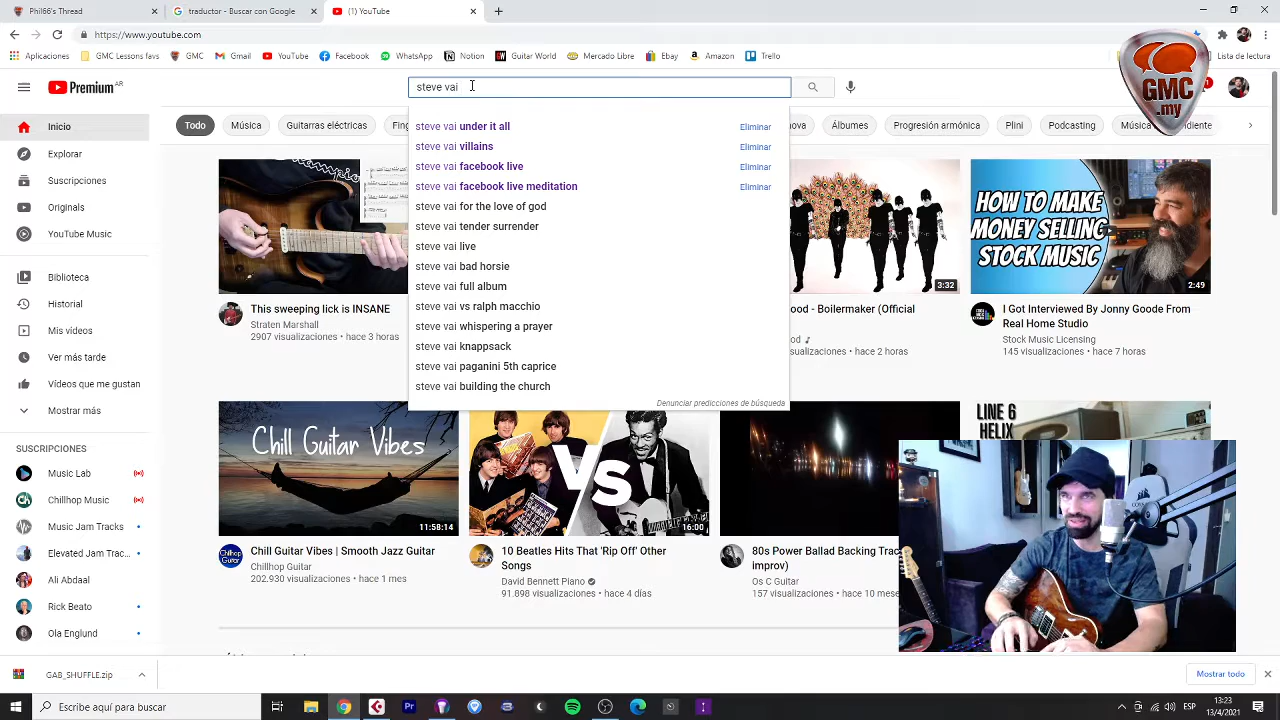 Phil66's Thread
traductor - Buscar con Google
(1) YouTube
https://www.youtube.com
Aplicaciones
GMC Lessons favs
GMC
Gmail
YouTube
Facebook
WhatsApp
Notion
Guitar World
Mercado Libre
Ebay
Amazon
Trello
Lista de lectura
GMC
.my
Premium AR
steve vai
Inicio
Explorar
Suscripciones
Originals
YouTube Music
Biblioteca
Historial
Mis videos
Ver más tarde
Vídeos que me gustan
Mostrar más
SUSCRIPCIONES
Music Lab
Chillhop Music
Music Jam Tracks
Elevated Jam Trac...
Ali Abdaal
Rick Beato
Ola Englund
Todo
Música
Guitarras eléctricas
Álbumes
Progresión armónica
Plini
Podcasting
steve vai under it all
Eliminar
steve vai villains
Eliminar
steve vai facebook live
Eliminar
steve vai facebook live meditation
Eliminar
steve vai for the love of god
steve vai tender surrender
steve vai live
steve vai bad horsie
steve vai full album
steve vai vs ralph macchio
steve vai whispering a prayer
steve vai knappsack
steve vai paganini 5th caprice
steve vai building the church
Denunciar predicciones de búsqueda
This sweeping lick is INSANE
Straten Marshall
2907 visualizaciones • hace 3 horas
3:32
ood - Boilermaker (Official
sualizaciones • hace 2 horas
HOW TO MAKE
MONEY SELLING
STOCK MUSIC
2:49
I Got Interviewed By Jonny Goode From
Real Home Studio
Stock Music Licensing
145 visualizaciones • hace 7 horas
Chill Guitar Vibes
11:58:14
Chill Guitar Vibes | Smooth Jazz Guitar
Chillhop Guitar
202.930 visualizaciones • hace 1 mes
VS
16:00
10 Beatles Hits That 'Rip Off' Other
Songs
David Bennett Piano
91.898 visualizaciones • hace 4 días
80s Power Ballad Backing Trac
improv)
Os C Guitar
157 visualizaciones • hace 10 mese
LINE 6
HELIX
GAB_SHUFFLE.zip
Mostrar todo
Escribe aquí para buscar
ESP
13:23
13/4/2021